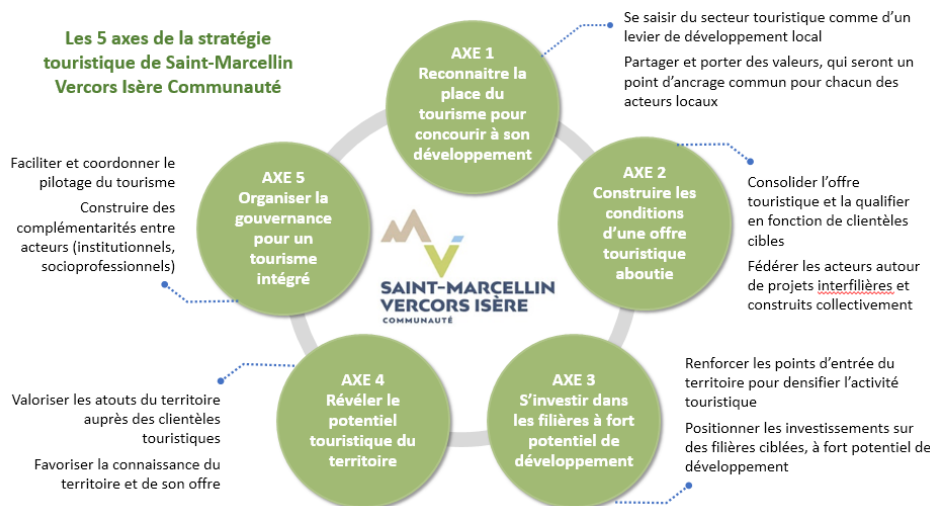 Les 5 axes de la stratégie
touristique de Saint-Marcellin
Vercors Isère Communauté
AXE 1
Reconnaitre la
place du
tourisme pour
concourir à son
développement
Se saisir du secteur touristique comme d’un
levier de développement local
Partager et porter des valeurs, qui seront un
point d’ancrage commun pour chacun des
acteurs locaux
AXE 2
Construire les
conditions
d’une offre
touristique
aboutie
Consolider l’offre
touristique et la qualifier
en fonction de clientèles
cibles
Fédérer les acteurs autour
de projets interfilières et
construits collectivement
AXE 3
S’investir dans
les filières à fort
potentiel de
développement
Renforcer les points d’entrée du
territoire pour densifier l’activité
touristique
Positionner les investissements sur
des filières ciblées, à fort potentiel de
développement
AXE 4
Révéler le
potentiel
touristique du
territoire
Valoriser les atouts du territoire
auprès des clientèles
touristiques
Favoriser la connaissance du
territoire et de son offre
AXE 5
Organiser la
gouvernance
pour un
tourisme
intégré
Faciliter et coordonner le
pilotage du tourisme
Construire des
complémentarités entre
acteurs (institutionnels,
socioprofessionnels)
SAINT-MARCELLIN
VERCORS ISÈRE
COMMUNAUTÉ